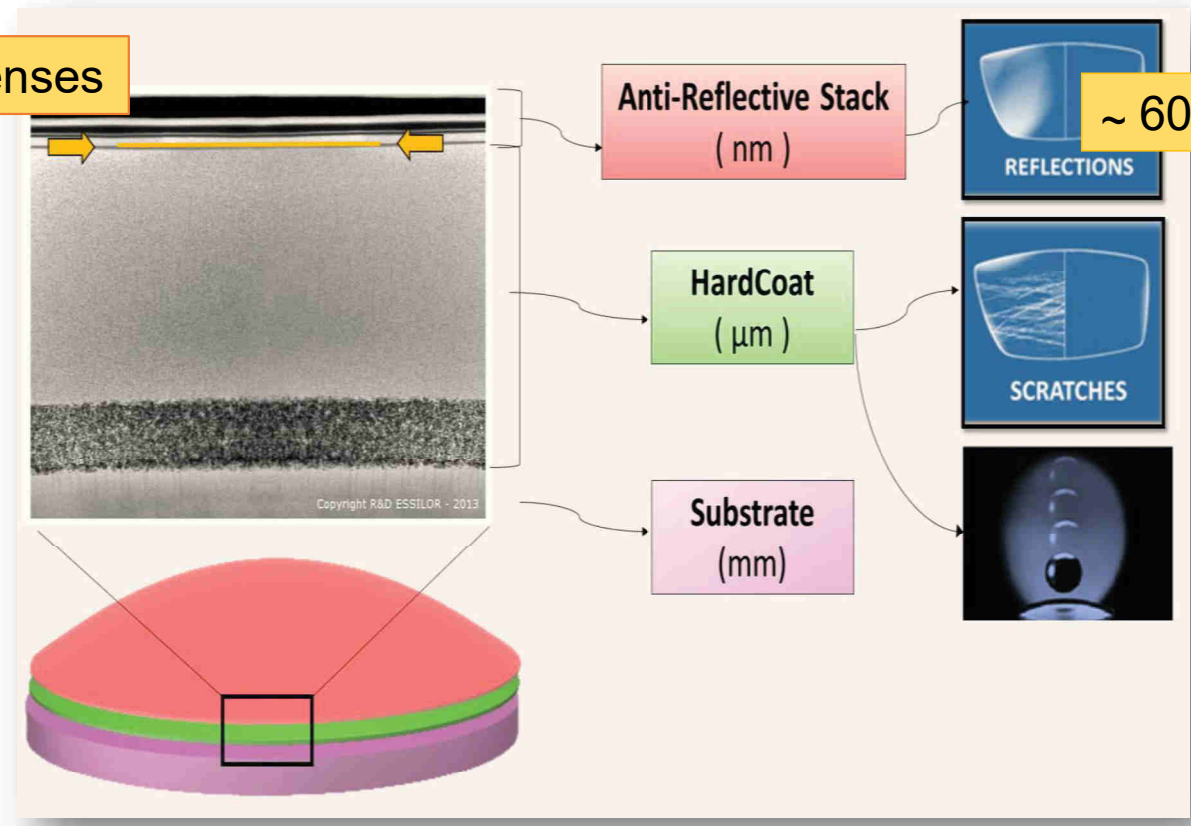 enses
Anti-Reflective Stack
( nm )
~ 60
REFLECTIONS
HardCoat
( µm )
SCRATCHES
Copyright R&D ESSILOR - 2013
Substrate
(mm)